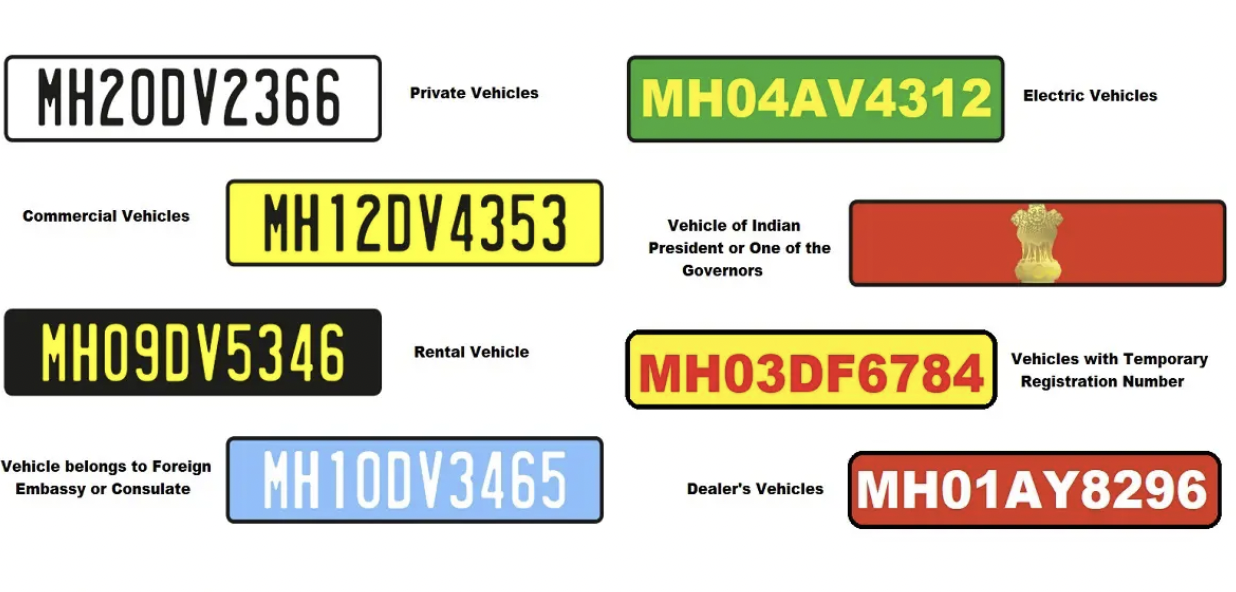 MH20DV2366
Private Vehicles
MH04AV4312
Electric Vehicles
Commercial Vehicles
MH12DV4353
Vehicle of Indian
President or One of the
Governors
MH09DV5346
Rental Vehicle
MH03DF6784
Vehicles with Temporary
Registration Number
Vehicle belongs to Foreign
Embassy or Consulate
MH10DV3465
Dealer's Vehicles
MH01AY8296